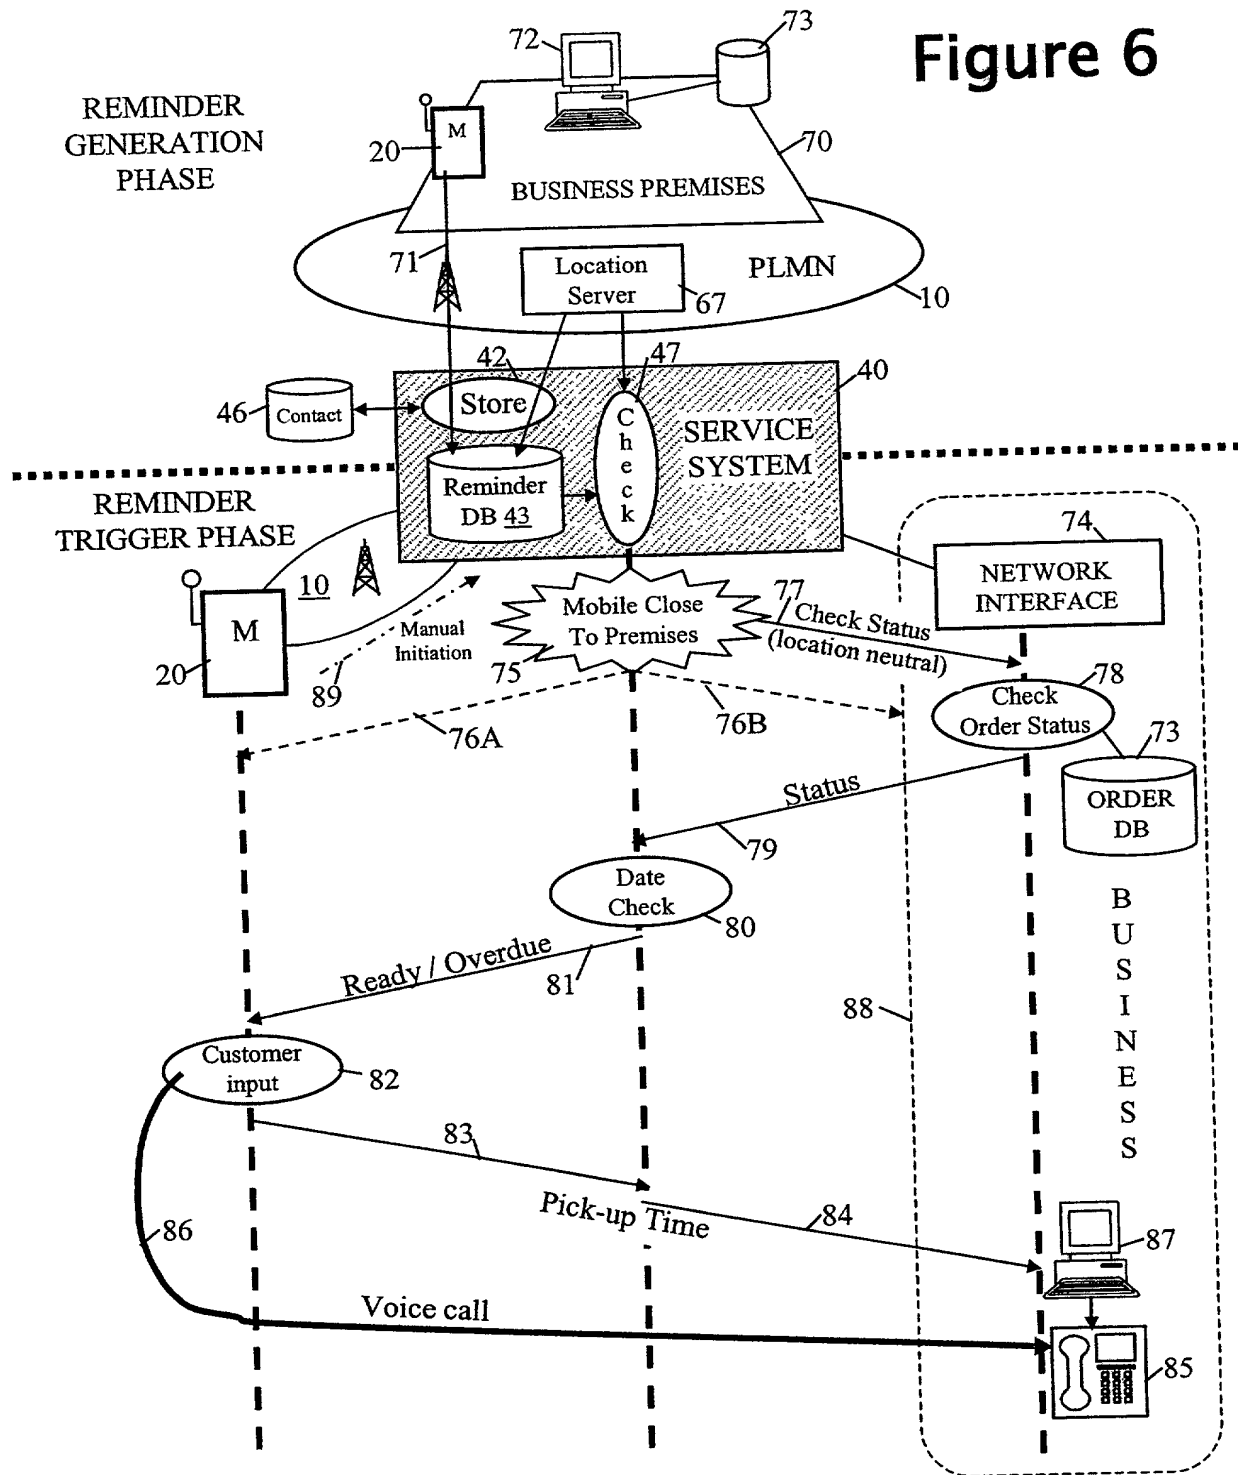 Figure 6
72
73
REMINDER
GENERATION
PHASE
M
20
70
BUSINESS PREMISES
71
Location
Server
PLMN
67
10
42
47
40
46
Contact
Store
Check
SERVICE
SYSTEM
REMINDER
TRIGGER PHASE
Reminder
DB 43
74
NETWORK
INTERFACE
10
M
20
Manual
Initiation
89
Mobile Close
To Premises
75
77
Check Status
(location neutral)
78
Check
Order Status
76A
76B
73
ORDER
DB
Status
79
Date
Check
80
BUSINESS
Ready / Overdue
81
88
Customer
input
82
83
Pick-up Time
84
87
86
Voice call
85